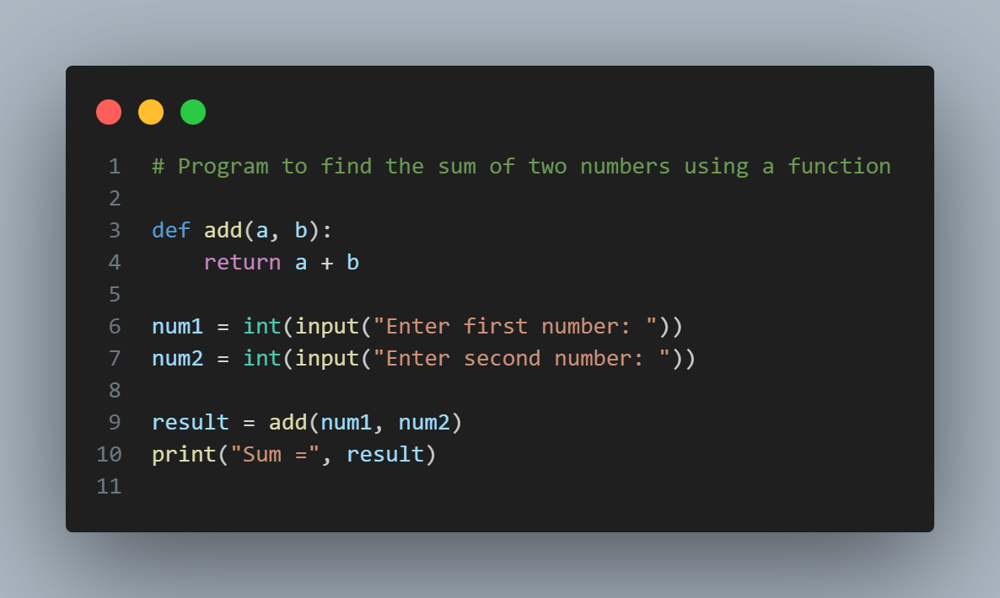 1 # Program to find the sum of two numbers using a function
2
3 def add(a, b):
4     return a + b
5
6 num1 = int(input("Enter first number: "))
7 num2 = int(input("Enter second number: "))
8
9 result = add(num1, num2)
10 print("Sum =", result)
11